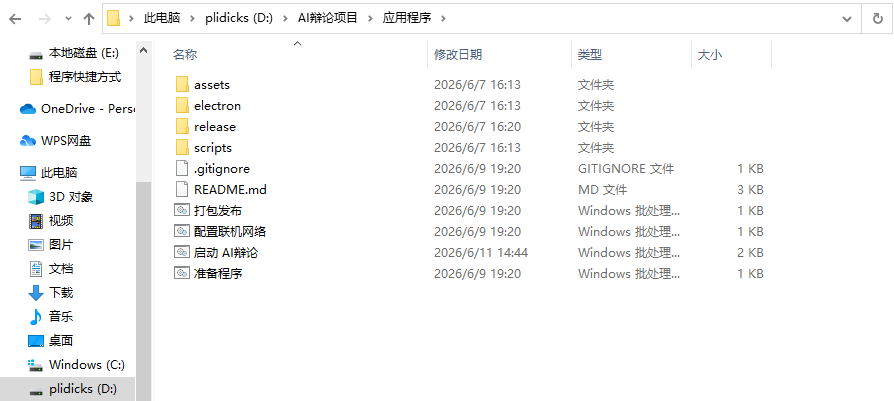 此电脑 > plidicks (D:) > AI辩论项目 > 应用程序 >
本地磁盘 (E:)
程序快捷方式
OneDrive - Pers
WPS网盘
此电脑
3D 对象
视频
图片
文档
下载
音乐
桌面
Windows (C:)
plidicks (D:)
名称 修改日期 类型 大小
assets 2026/6/7 16:13 文件夹
electron 2026/6/7 16:13 文件夹
release 2026/6/7 16:20 文件夹
scripts 2026/6/7 16:13 文件夹
.gitignore 2026/6/9 19:20 GITIGNORE 文件 1 KB
README.md 2026/6/9 19:20 MD 文件 3 KB
打包发布 2026/6/9 19:20 Windows 批处理... 1 KB
配置联机网络 2026/6/9 19:20 Windows 批处理... 1 KB
启动 AI辩论 2026/6/11 14:44 Windows 批处理... 2 KB
准备程序 2026/6/9 19:20 Windows 批处理... 1 KB